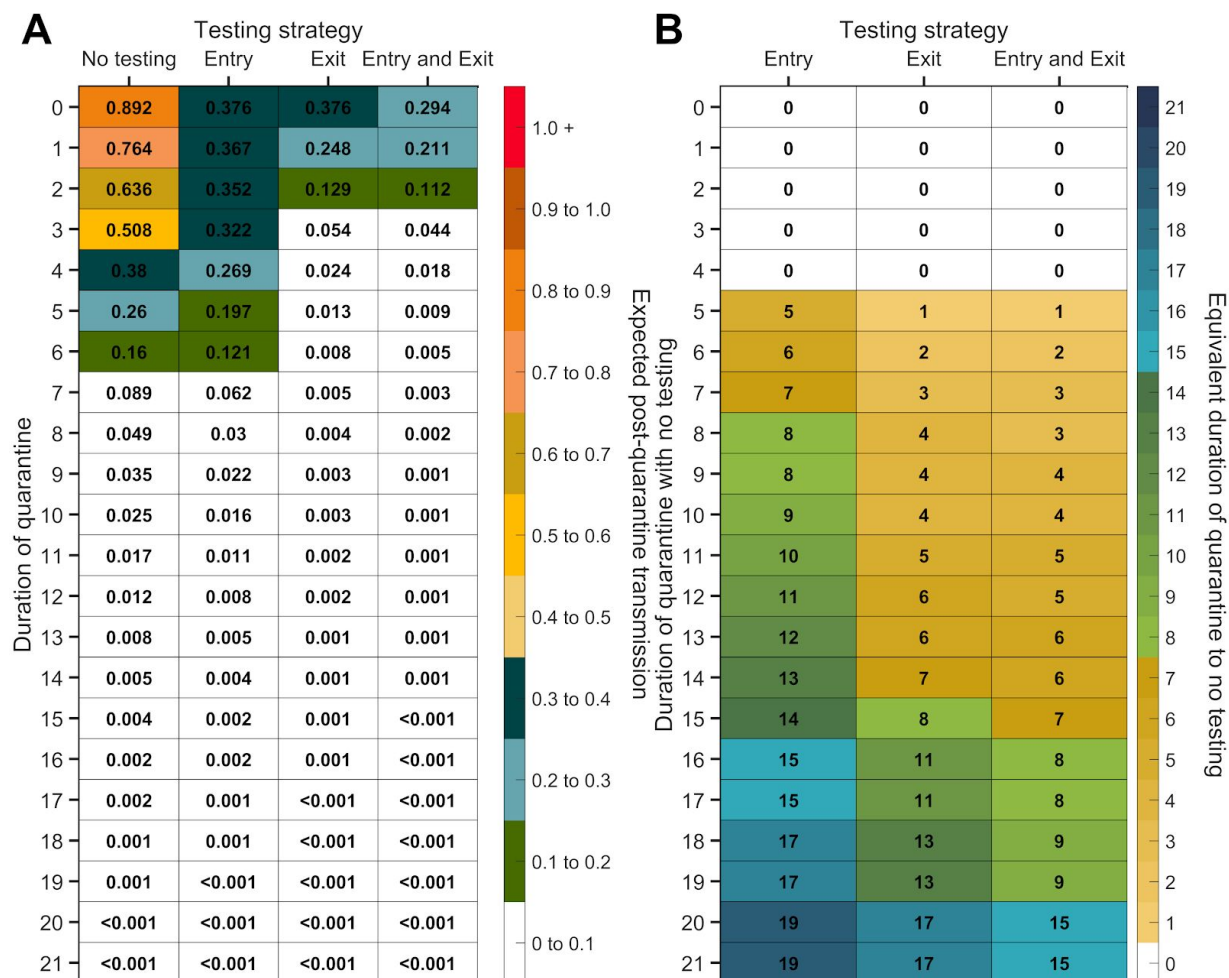 A
Testing strategy
No testing Entry Exit Entry and Exit
Duration of quarantine
0 0.892 0.376 0.376 0.294
1 0.764 0.367 0.248 0.211
2 0.636 0.352 0.129 0.112
3 0.508 0.322 0.054 0.044
4 0.38 0.269 0.024 0.018
5 0.26 0.197 0.013 0.009
6 0.16 0.121 0.008 0.005
7 0.089 0.062 0.005 0.003
8 0.049 0.03 0.004 0.002
9 0.035 0.022 0.003 0.001
10 0.025 0.016 0.003 0.001
11 0.017 0.011 0.002 0.001
12 0.012 0.008 0.002 0.001
13 0.008 0.005 0.001 0.001
14 0.005 0.004 0.001 0.001
15 0.004 0.002 0.001 <0.001
16 0.002 0.002 0.001 <0.001
17 0.002 0.001 <0.001 <0.001
18 0.001 0.001 <0.001 <0.001
19 0.001 <0.001 <0.001 <0.001
20 <0.001 <0.001 <0.001 <0.001
21 <0.001 <0.001 <0.001 <0.001
1.0 +
0.9 to 1.0
0.8 to 0.9
0.7 to 0.8
0.6 to 0.7
0.5 to 0.6
0.4 to 0.5
0.3 to 0.4
0.2 to 0.3
0.1 to 0.2
0 to 0.1
Expected post-quarantine transmisission
B
Testing strategy
Entry Exit Entry and Exit
Duration of quarantine with no testing
0 0 0 0
1 0 0 0
2 0 0 0
3 0 0 0
4 0 0 0
5 5 1 1
6 6 2 2
7 7 3 3
8 8 4 3
9 8 4 4
10 9 4 4
11 10 5 5
12 11 6 5
13 12 6 6
14 13 7 6
15 14 8 7
16 15 11 8
17 15 11 8
18 17 13 9
19 17 13 9
20 19 17 15
21 19 17 15
21
20
19
18
17
16
15
14
13
12
11
10
9
8
7
6
5
4
3
2
1
0
Equivalent duration of quarantine to no testing